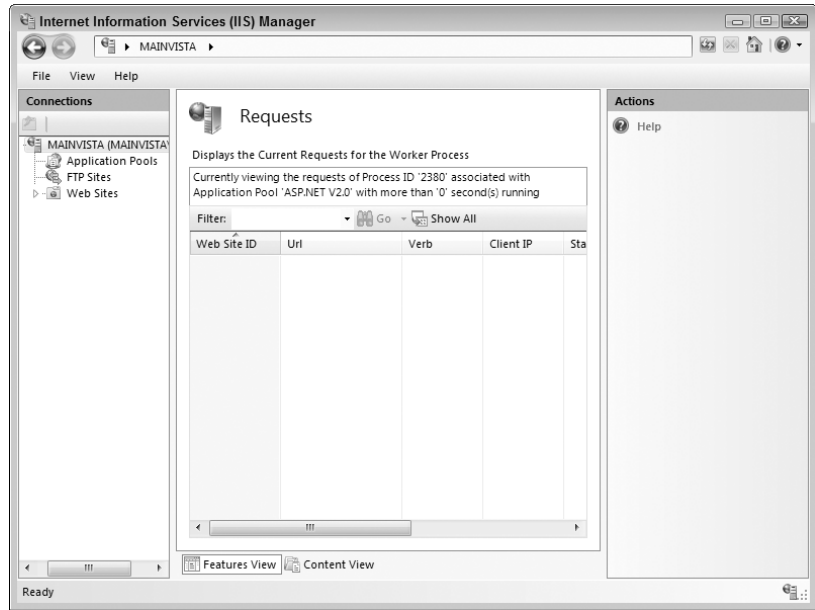 Internet Information Services (IIS) Manager
MAINVISTA
File View Help
Connections
MAINVISTA (MAINVISTA\
Application Pools
FTP Sites
Web Sites
Requests
Displays the Current Requests for the Worker Process
Currently viewing the requests of Process ID '2380' associated with
Application Pool 'ASP.NET V2.0' with more than '0' second(s) running
Filter: Go Show All
Web Site ID Url Verb Client IP Sta
Features View Content View
Actions
Help
Ready